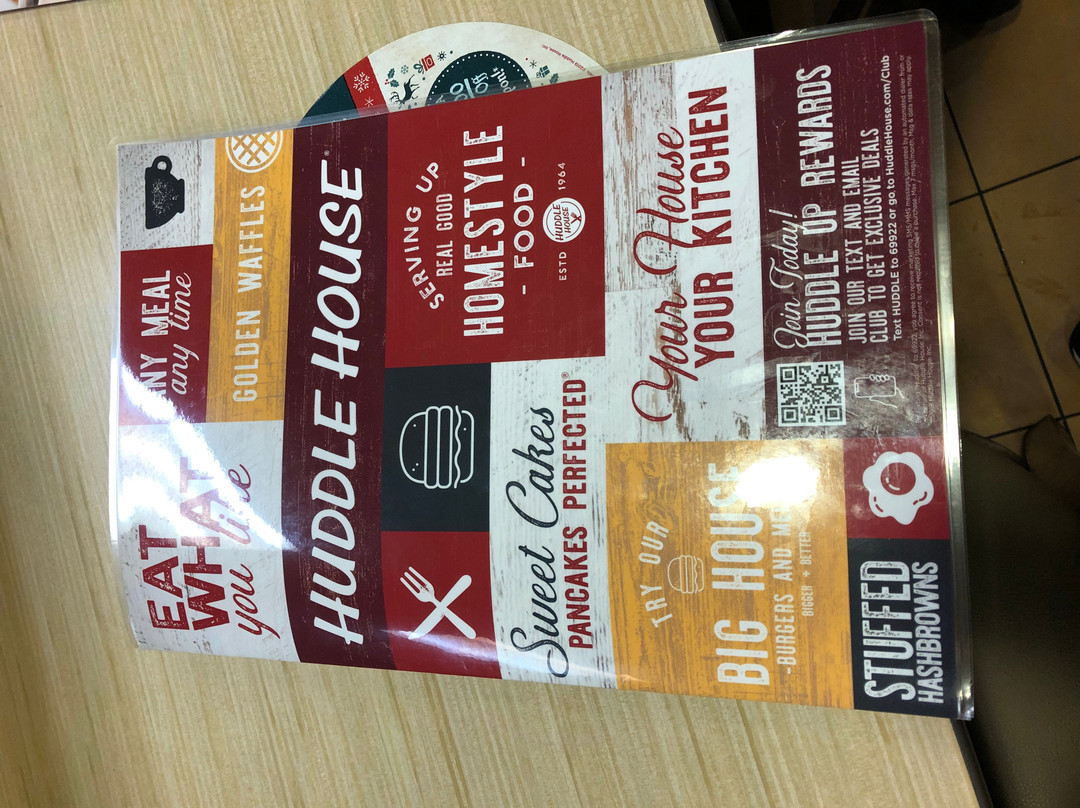 EAT
WHAT
you like
ANY MEAL
any time
GOLDEN WAFFLES
HUDDLE HOUSE®
SERVING UP
REAL GOOD
HOMESTYLE
- FOOD -
ESTD
HUDDLE
HOUSE
1964
Sweet Cakes
PANCAKES PERFECTED®
Your House
YOUR KITCHEN
TRY OUR
BIG HOUSE
-BURGERS AND
BIGGER + BETTER
Join Today!
HUDDLE UP REWARDS
JOIN OUR TEXT AND EMAIL
CLUB TO GET EXCLUSIVE DEALS
Text HUDDLE to 69922 or go to HuddleHouse.com/Club
STUFFED
HASHBROWNS